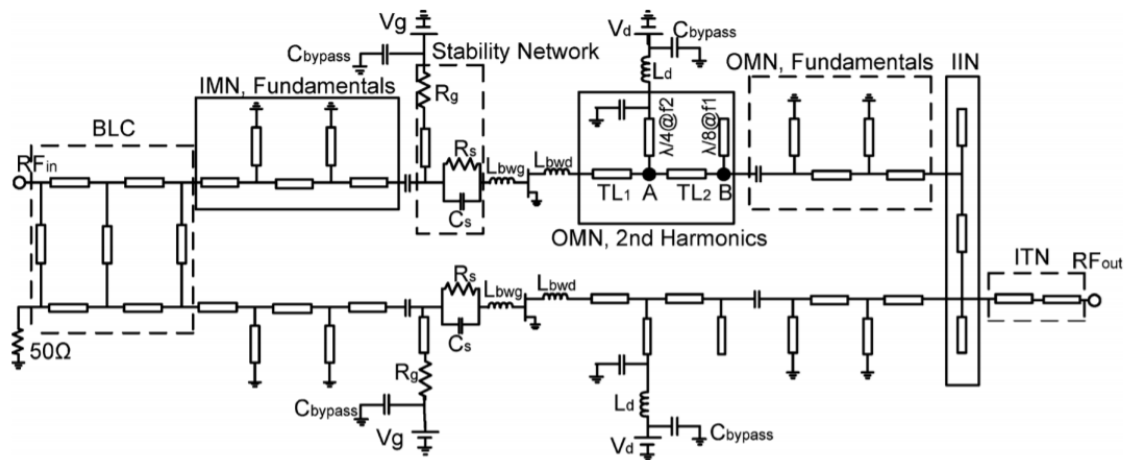 Vg
Vd
Cbypass
Cbypass
Stability Network
OMN, Fundamentals
IIN
Rg
Ld
IMN, Fundamentals
BLC
λ/4@f2
λ/8@f1
RFin
Rs
Lbwg
Lbwd
TL1
A
TL2
B
Cs
OMN, 2nd Harmonics
ITN
RFout
Rs
Lbwg
Lbwd
Cs
50Ω
Rg
Cbypass
Ld
Vg
Vd
Cbypass